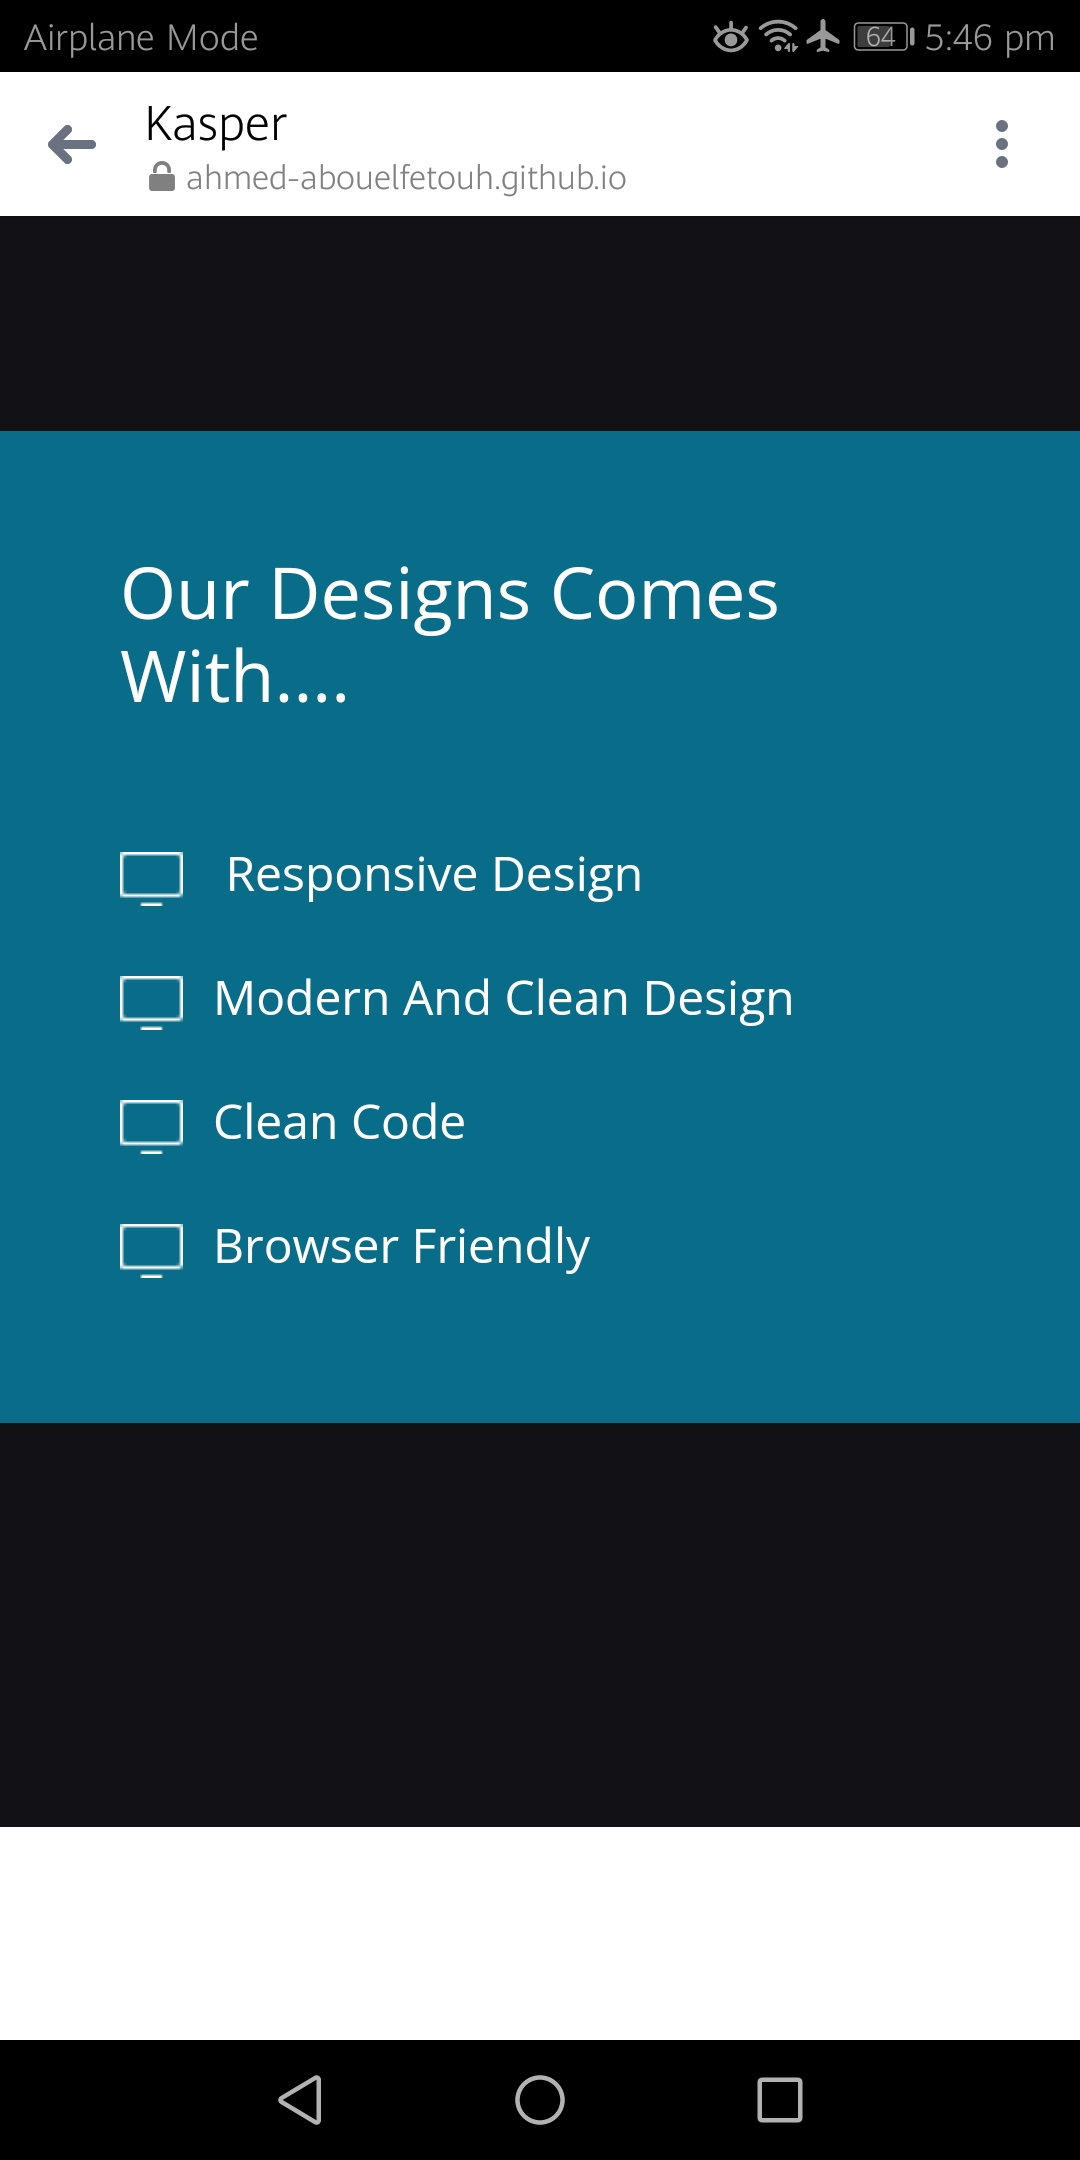 Airplane Mode 64 5:46 pm
Kasper
ahmed-abouelfetouh.github.io
Our Designs Comes
With....
Responsive Design
Modern And Clean Design
Clean Code
Browser Friendly